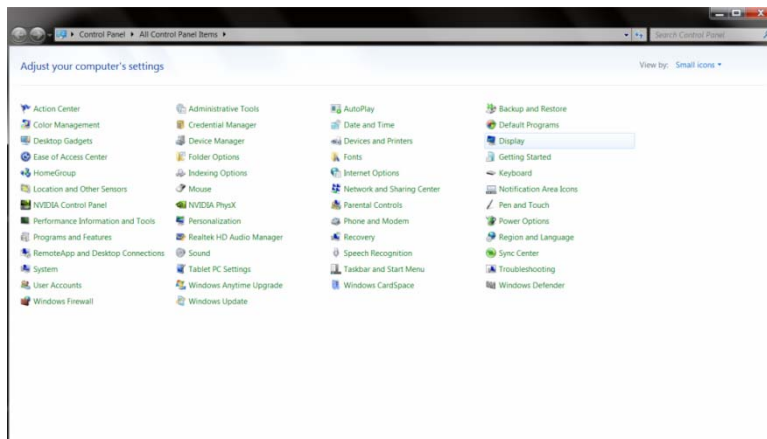 Control Panel ▸ All Control Panel Items ▸
Search Control Panel
Adjust your computer's settings
View by: Small icons
Action Center Administrative Tools AutoPlay Backup and Restore
Color Management Credential Manager Date and Time Default Programs
Desktop Gadgets Device Manager Devices and Printers Display
Ease of Access Center Folder Options Fonts Getting Started
HomeGroup Indexing Options Internet Options Keyboard
Location and Other Sensors Mouse Network and Sharing Center Notification Area Icons
NVIDIA Control Panel NVIDIA PhysX Parental Controls Pen and Touch
Performance Information and Tools Personalization Phone and Modem Power Options
Programs and Features Realtek HD Audio Manager Recovery Region and Language
RemoteApp and Desktop Connections Sound Speech Recognition Sync Center
System Tablet PC Settings Taskbar and Start Menu Troubleshooting
User Accounts Windows Anytime Upgrade Windows CardSpace Windows Defender
Windows Firewall Windows Update